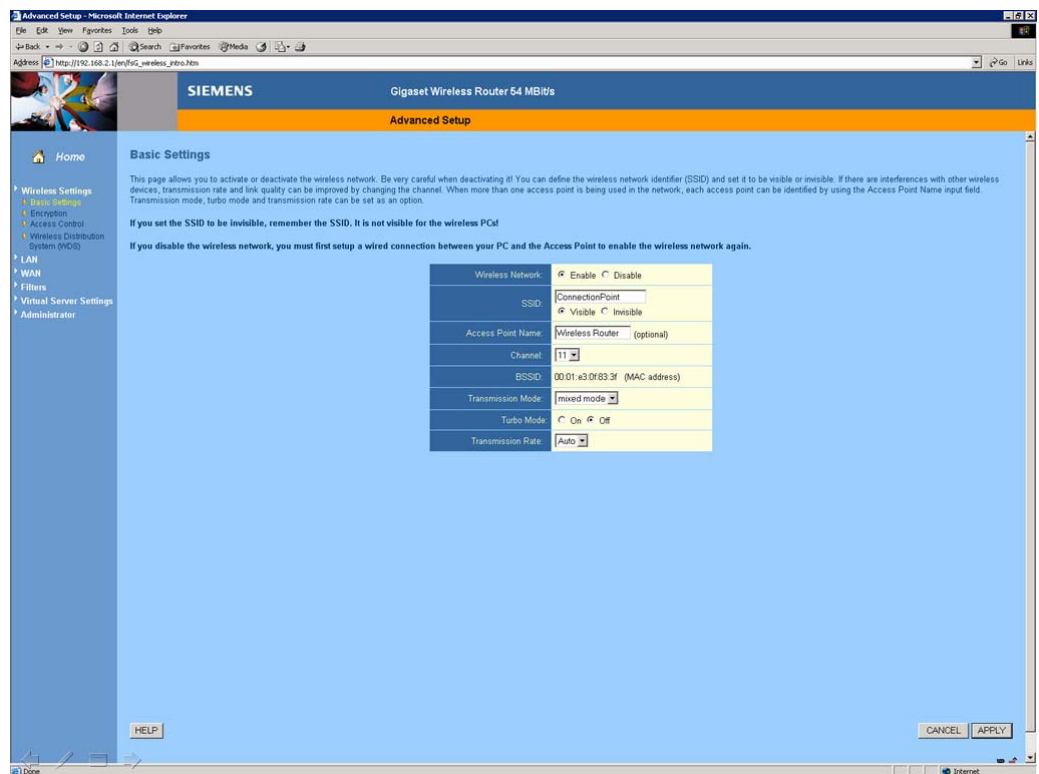 Advanced Setup - Microsoft Internet Explorer
File Edit View Favorites Tools Help
Back Search Favorites Media
Address http://192.168.2.1/en/fsG_wireless_intro.htm Go Links
SIEMENS Gigaset Wireless Router 54 MBit/s
Advanced Setup
Home
Wireless Settings
Basic Settings
Encryption
Access Control
Wireless Distribution
System (WDS)
LAN
WAN
Filters
Virtual Server Settings
Administrator
Basic Settings
This page allows you to activate or deactivate the wireless network. Be very careful when deactivating it! You can define the wireless network identifier (SSID) and set it to be visible or invisible. If there are interferences with other wireless
devices, transmission rate and link quality can be improved by changing the channel. When more than one access point is being used in the network, each access point can be identified by using the Access Point Name input field.
Transmission mode, turbo mode and transmission rate can be set as an option.
If you set the SSID to be invisible, remember the SSID. It is not visible for the wireless PCs!
If you disable the wireless network, you must first setup a wired connection between your PC and the Access Point to enable the wireless network again.
Wireless Network: Enable Disable
SSID: ConnectionPoint
Visible Invisible
Access Point Name: Wireless Router (optional)
Channel: 11
BSSID: 00:01:e3:0f:83:3f (MAC address)
Transmission Mode: mixed mode
Turbo Mode: On Off
Transmission Rate: Auto
HELP CANCEL APPLY
Done Internet